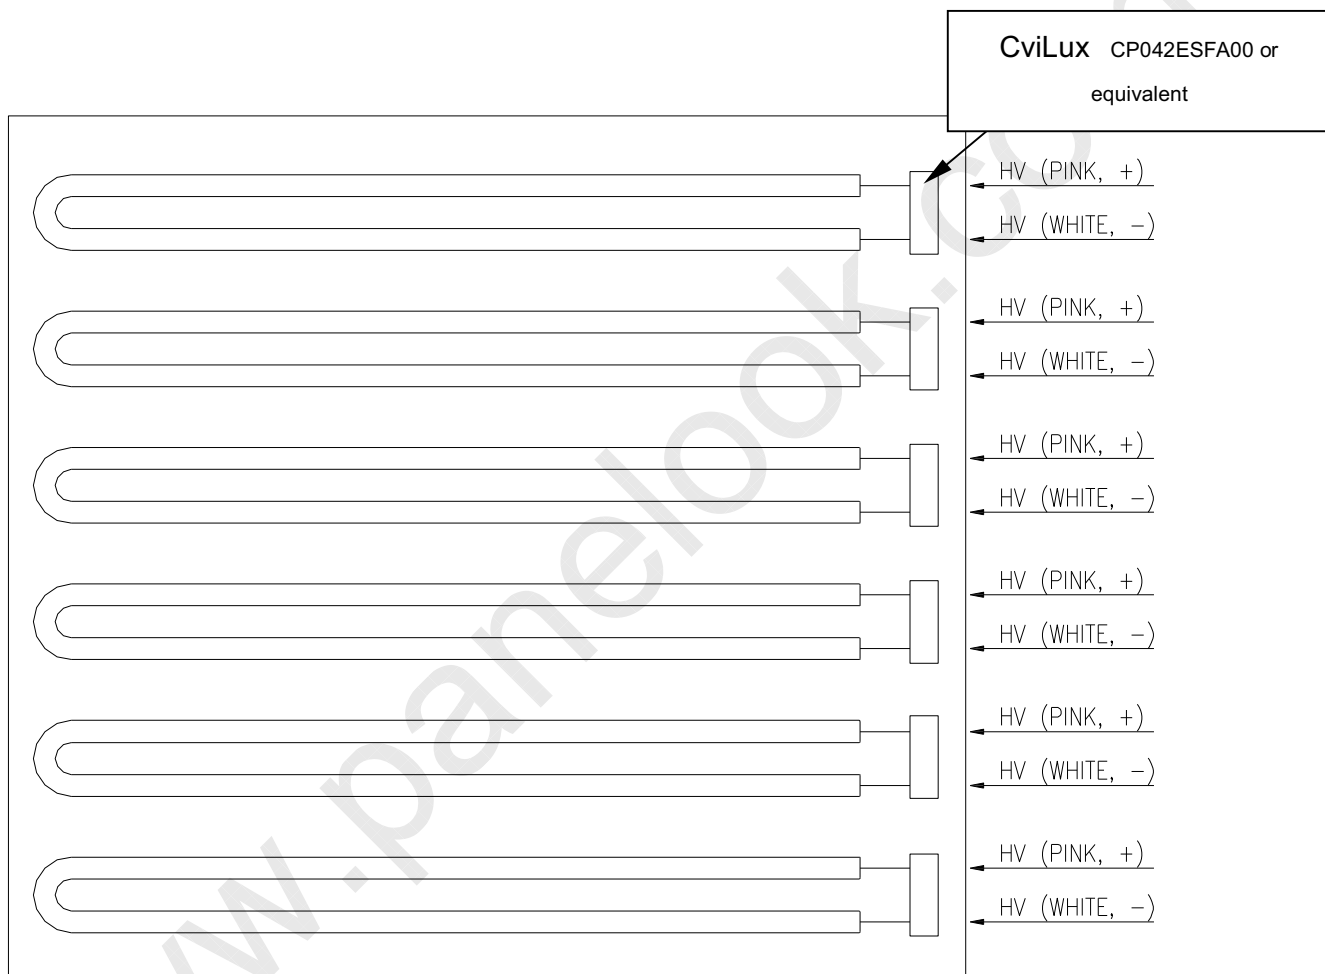 CviLux CP042ESFA00 or
equivalent
HV (PINK, +)
HV (WHITE, −)
HV (PINK, +)
HV (WHITE, −)
HV (PINK, +)
HV (WHITE, −)
HV (PINK, +)
HV (WHITE, −)
HV (PINK, +)
HV (WHITE, −)
HV (PINK, +)
HV (WHITE, −)
w.panelook.com